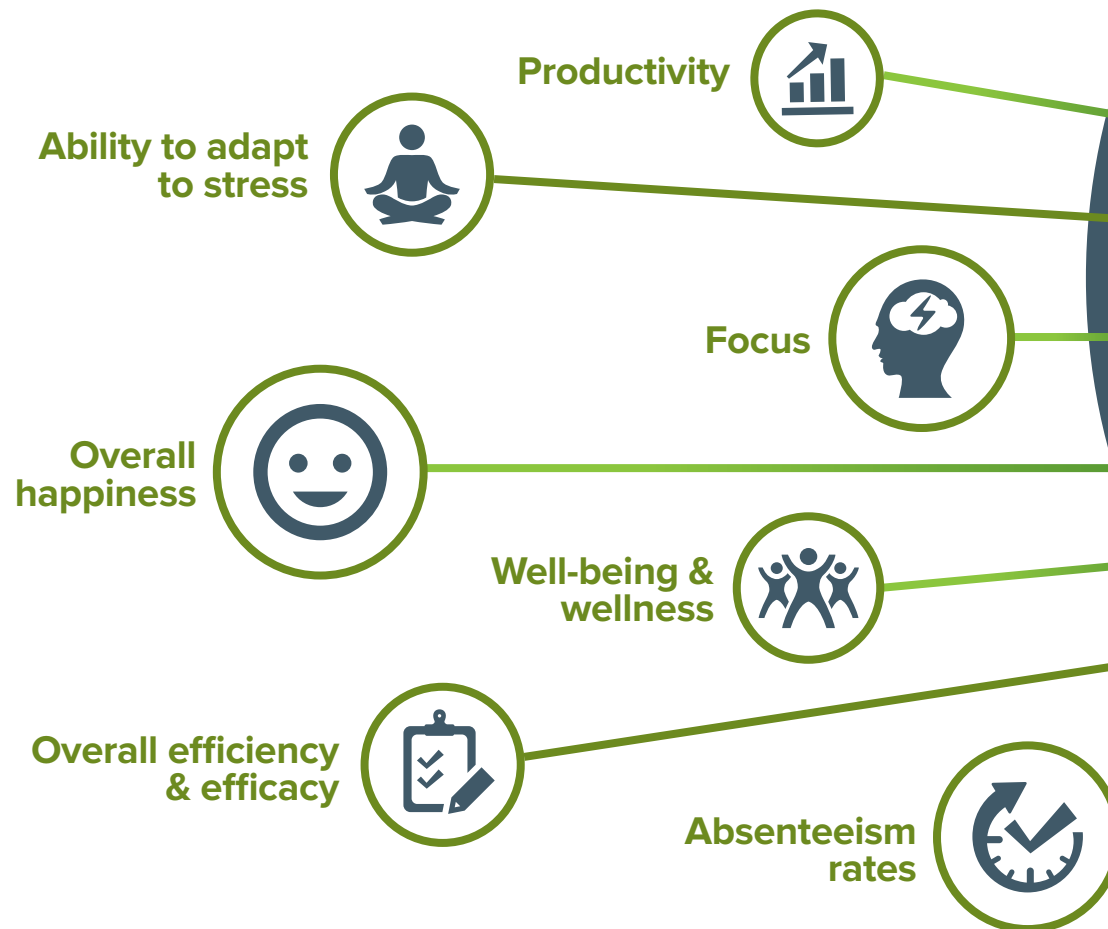 Productivity
Ability to adapt
to stress
Focus
Overall
happiness
Well-being &
wellness
Overall efficiency
& efficacy
Absenteeism
rates